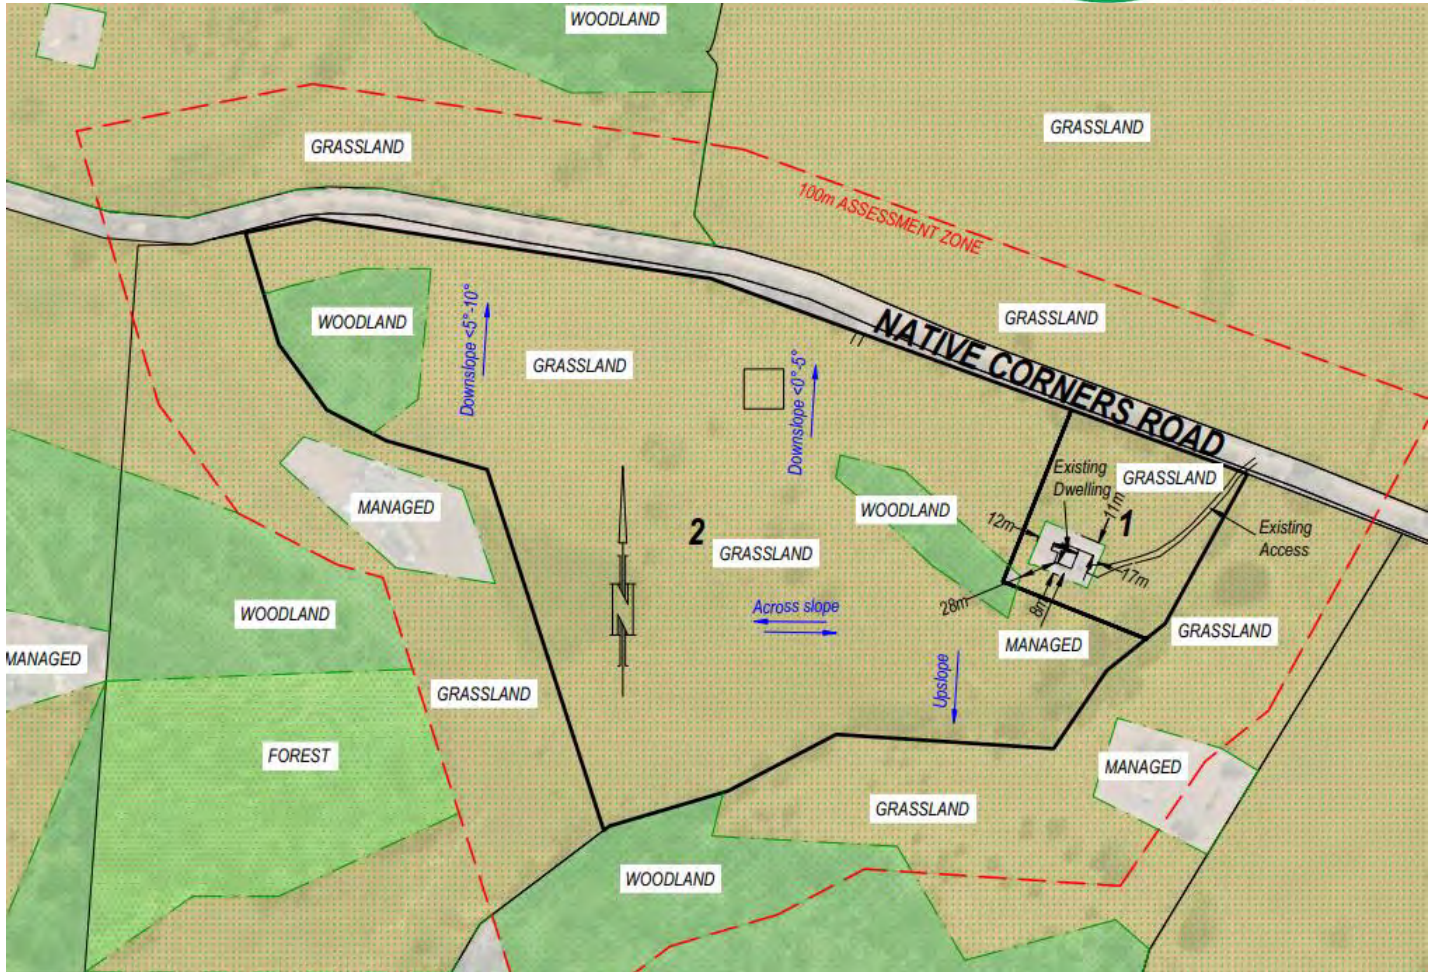 WOODLAND
GRASSLAND
GRASSLAND
100m ASSESSMENT ZONE
GRASSLAND
WOODLAND
Downslope <5°-10°
GRASSLAND
Downslope <0°-5°
NATIVE CORNERS ROAD
Existing
Dwelling
GRASSLAND
MANAGED
WOODLAND
12m
11m
1
Existing
Access
2
GRASSLAND
17m
28m
8m
WOODLAND
Across slope
MANAGED
GRASSLAND
MANAGED
GRASSLAND
Upslope
FOREST
MANAGED
GRASSLAND
WOODLAND